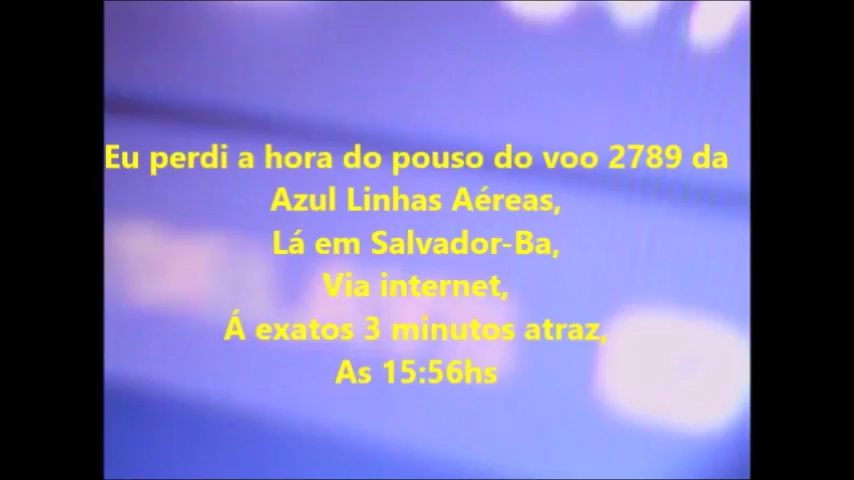 Eu perdi a hora do pouso do voo 2789 da
Azul Linhas Aéreas,
Lá em Salvador-Ba,
Via internet,
Á exatos 3 minutos atraz,
As 15:56hs